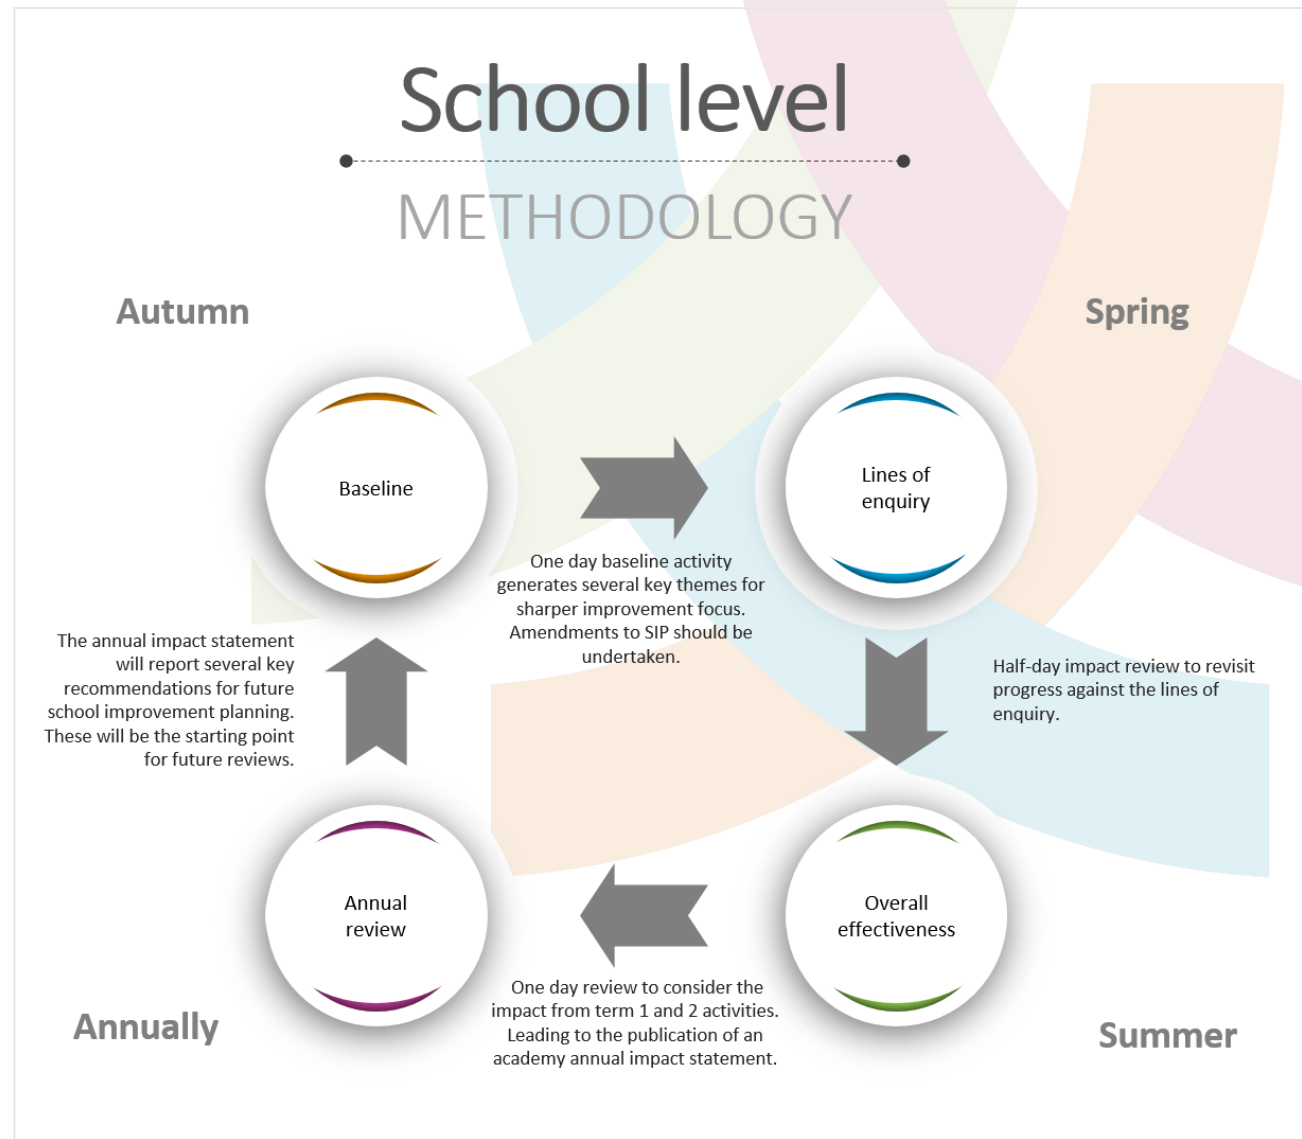 School level
METHODOLOGY
Autumn
Spring
Baseline
Lines of
enquiry
One day baseline activity
generates several key themes for
sharper improvement focus.
Amendments to SIP should be
undertaken.
The annual impact statement
will report several key
recommendations for future
school improvement planning.
These will be the starting point
for future reviews.
Half-day impact review to revisit
progress against the lines of
enquiry.
Annual
review
Overall
effectiveness
One day review to consider the
impact from term 1 and 2 activities.
Leading to the publication of an
academy annual impact statement.
Annually
Summer